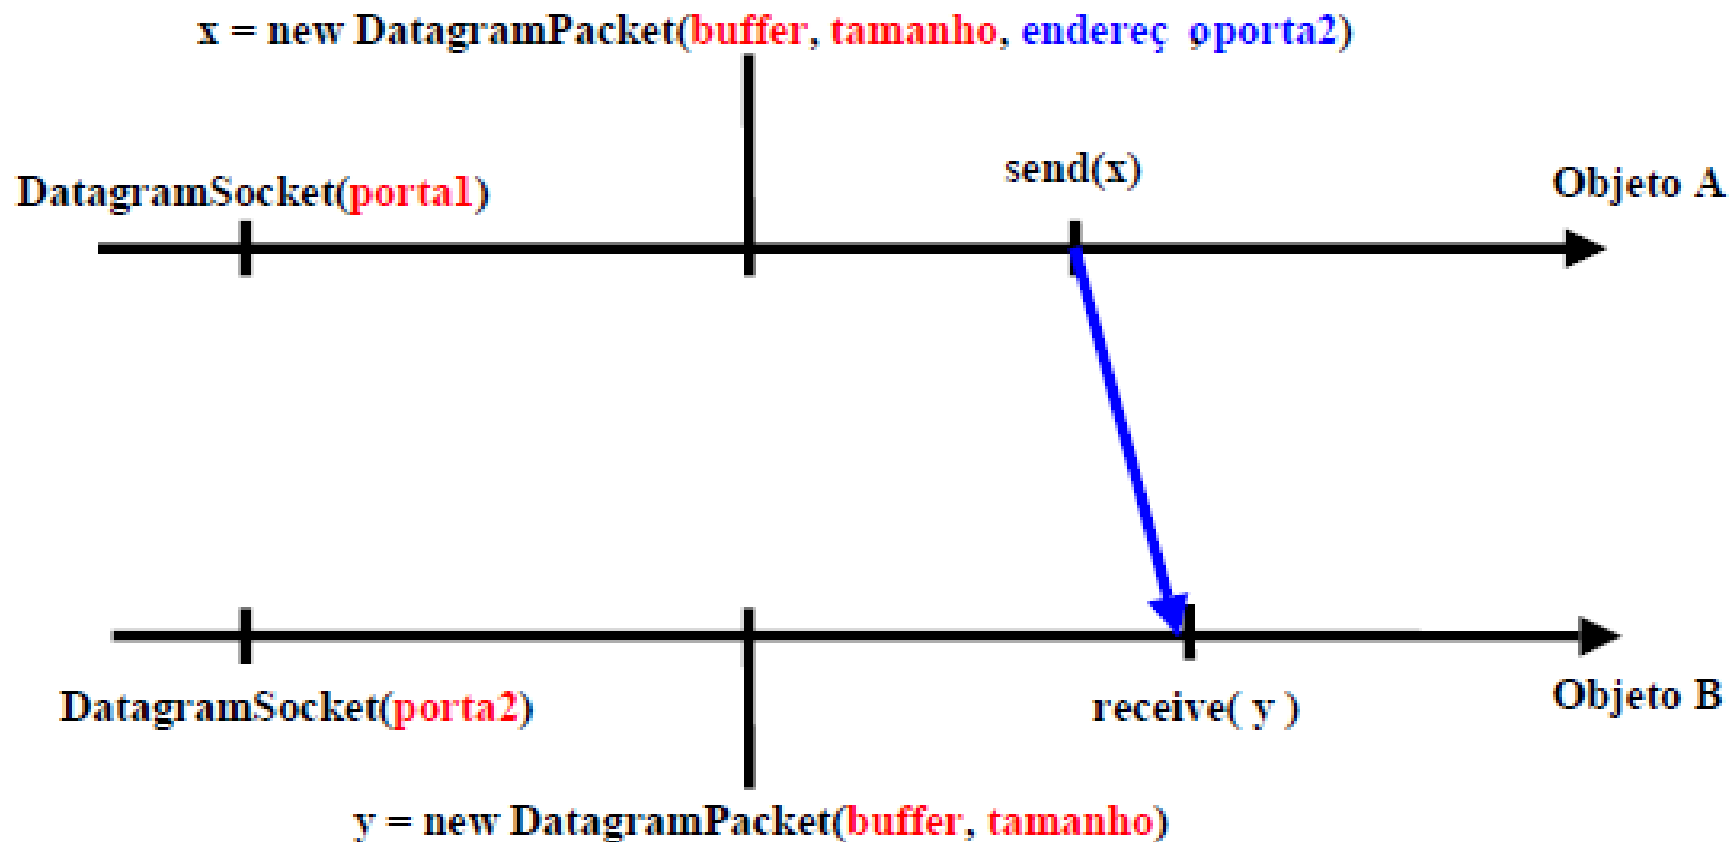 x = new DatagramPacket(buffer, tamanho, endereç oporta2)
send(x)
Objeto A
DatagramSocket(porta1)
DatagramSocket(porta2)
receive( y )
Objeto B
y = new DatagramPacket(buffer, tamanho)